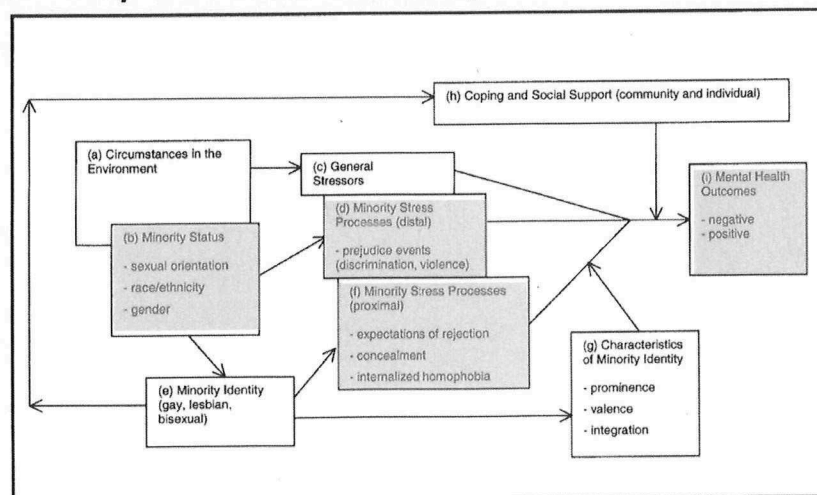 (h) Coping and Social Support (community and individual)
(a) Circumstances in the
Environment
(c) General
Stressors
(i) Mental Health
Outcomes
- negative
- positive
(d) Minority Stress
Processes (distal)
- prejudice events
(discrimination, violence)
(b) Minority Status
- sexual orientation
- race/ethnicity
- gender
(f) Minority Stress Processes
(proximal)
- expectations of rejection
- concealment
- internalized homophobia
(g) Characteristics
of Minority Identity
- prominence
- valence
- integration
(e) Minority Identity
(gay, lesbian,
bisexual)